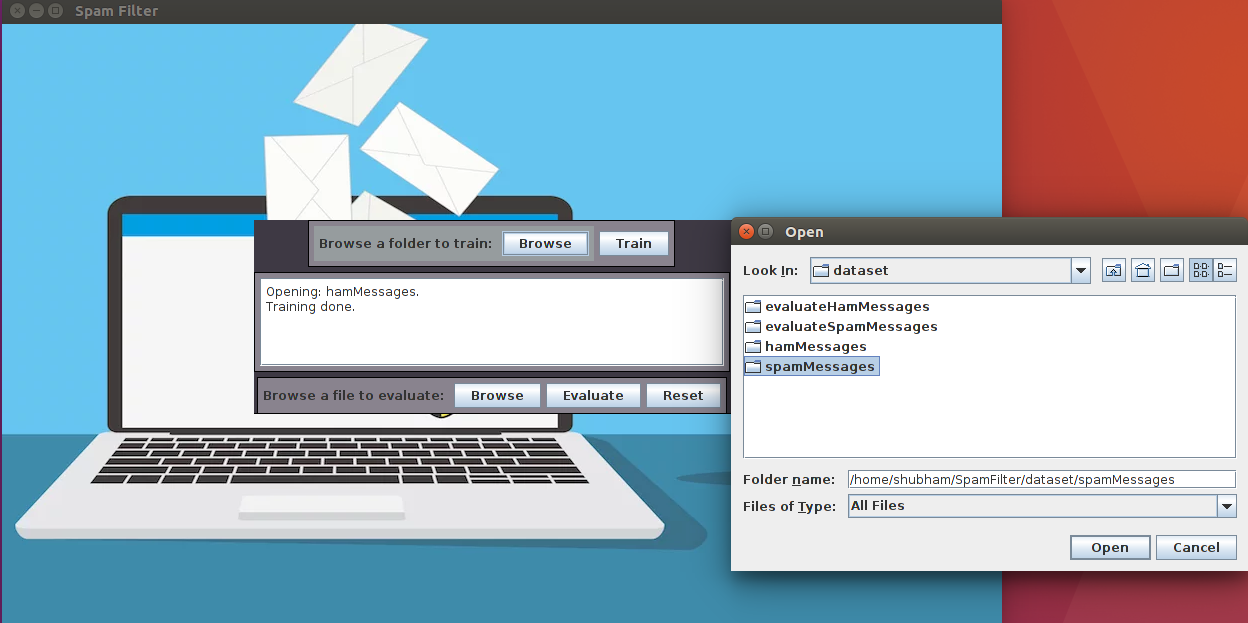 Spam Filter
Browse a folder to train: Browse Train
Opening: hamMessages.
Training done.
Browse a file to evaluate: Browse Evaluate Reset
Open
Look In: dataset
evaluateHamMessages
evaluateSpamMessages
hamMessages
spamMessages
Folder name: /home/shubham/SpamFilter/dataset/spamMessages
Files of Type: All Files
Open Cancel